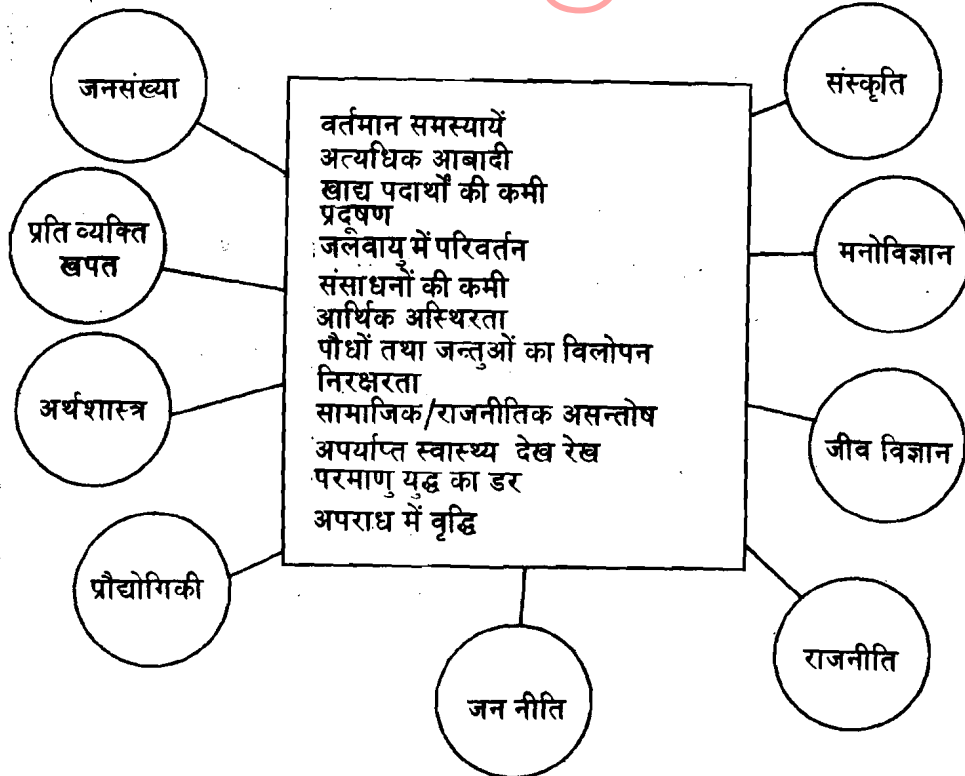 जनसंख्या
संस्कृति
वर्तमान समस्यायें
अत्यधिक आबादी
खाद्य पदार्थों की कमी
प्रदूषण
जलवायु में परिवर्तन
संसाधनों की कमी
आर्थिक अस्थिरता
पौधों तथा जन्तुओं का विलोपन
निरक्षरता
सामाजिक/राजनीतिक असन्तोष
अपर्याप्त स्वास्थ्य देख रेख
परमाणु युद्ध का डर
अपराध में वृद्धि
प्रति व्यक्ति
खपत
मनोविज्ञान
अर्थशास्त्र
जीव विज्ञान
प्रौद्योगिकी
राजनीति
जन नीति